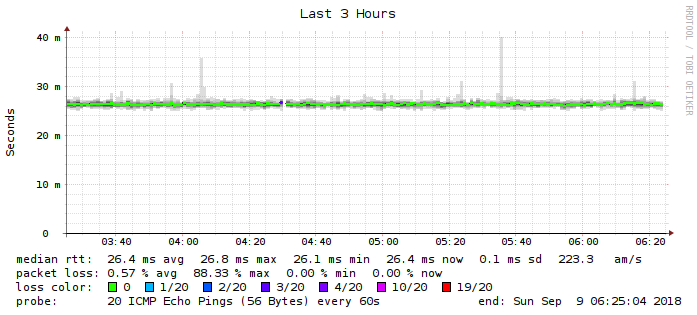 Last 3 Hours
RRDTOOL / TOBI OETIKER
Seconds
40 m
30 m
20 m
10 m
0
03:40 04:00 04:20 04:40 05:00 05:20 05:40 06:00 06:20
median rtt: 26.4 ms avg 26.8 ms max 26.1 ms min 26.4 ms now 0.1 ms sd 223.3 am/s
packet loss: 0.57 % avg 88.33 % max 0.00 % min 0.00 % now
loss color: 0 1/20 2/20 3/20 4/20 10/20 19/20
probe: 20 ICMP Echo Pings (56 Bytes) every 60s end: Sun Sep 9 06:25:04 2018